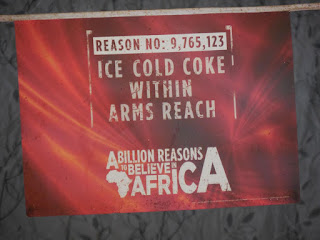 REASON NO: 9,765,123
ICE COLD COKE
WITHIN
ARMS REACH
A BILLION REASONS
TO BELIEVE IN
AFRICA